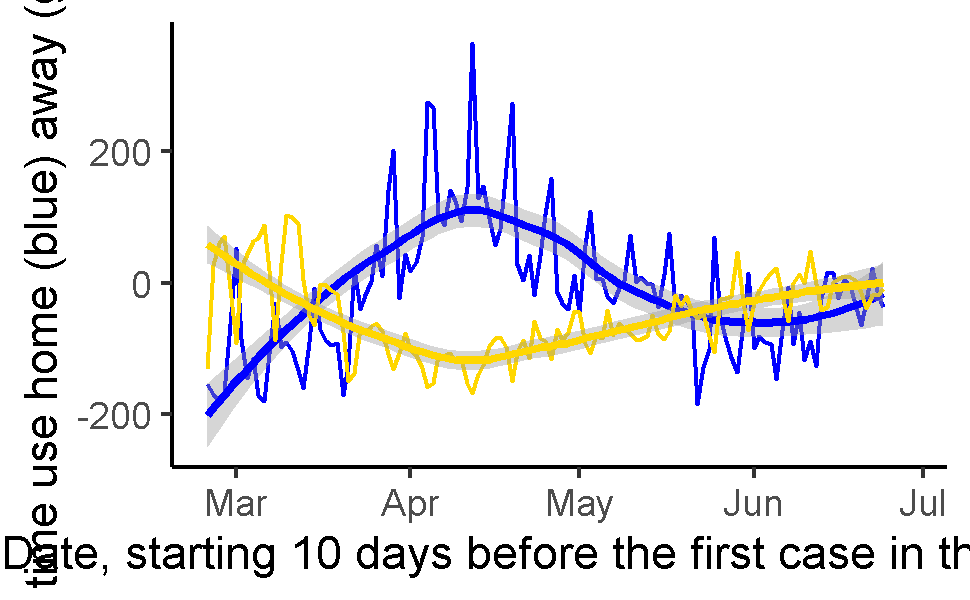 time use home (blue) away (
200
0
-200
Mar Apr May Jun Jul
Date, starting 10 days before the first case in th